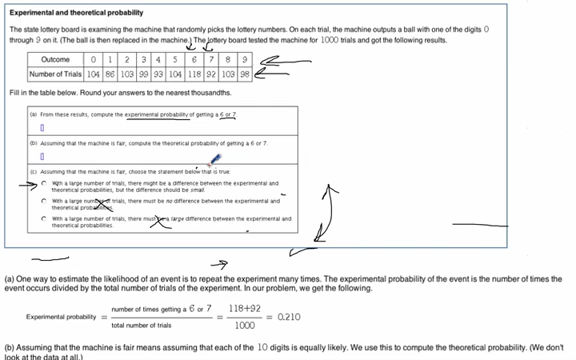 Experimental and theoretical probability
The state lottery board is examining the machine that randomly picks the lottery numbers. On each trial, the machine outputs a ball with one of the digits 0
through 9 on it. (The ball is then replaced in the machine.) The lottery board tested the machine for 1000 trials and got the following results.
Outcome 0 1 2 3 4 5 6 7 8 9
Number of Trials 104 86 103 99 93 104 118 92 103 98
Fill in the table below. Round your answers to the nearest thousandths.
(a) From these results, compute the experimental probability of getting a 6 or 7.
(b) Assuming that the machine is fair, compute the theoretical probability of getting a 6 or 7.
(c) Assuming that the machine is fair, choose the statement below that is true:
With a large number of trials, there might be a difference between the experimental and
theoretical probabilities, but the difference should be small.
With a large number of trials, there must be no difference between the experimental and
theoretical probabilities.
With a large number of trials, there must be a large difference between the experimental and
theoretical probabilities.
(a) One way to estimate the likelihood of an event is to repeat the experiment many times. The experimental probability of the event is the number of times the
event occurs divided by the total number of trials of the experiment. In our problem, we get the following.
Experimental probability = number of times getting a 6 or 7 / total number of trials = 118+92 / 1000 = 0.210
(b) Assuming that the machine is fair means assuming that each of the 10 digits is equally likely. We use this to compute the theoretical probability. (We don't
look at the data at all.)